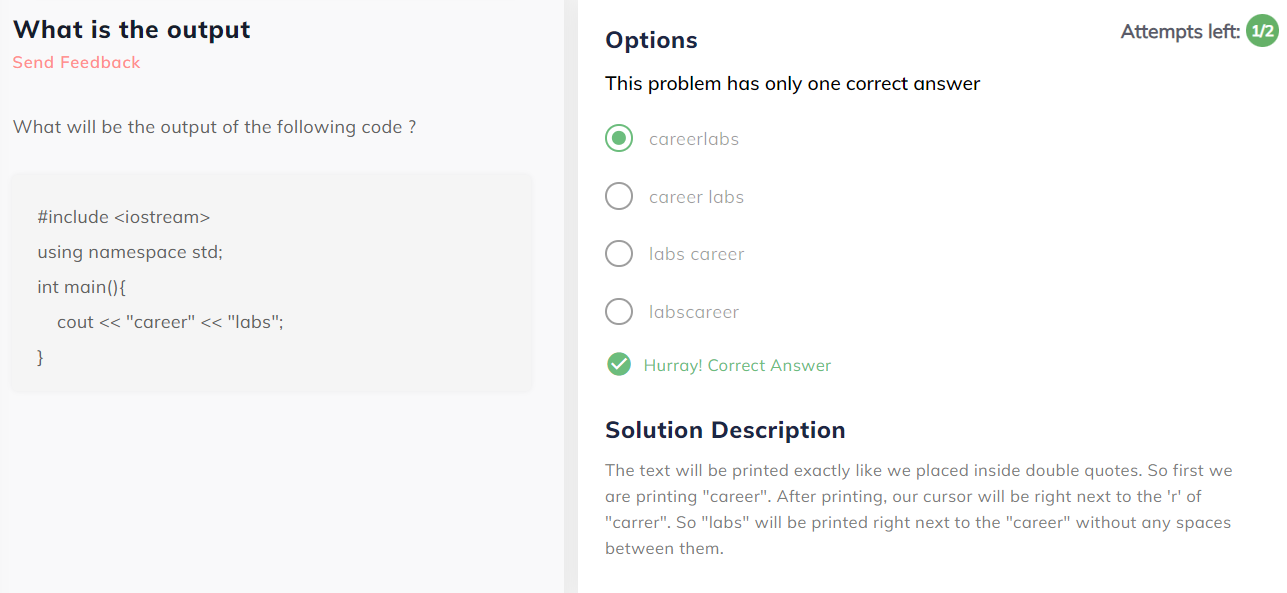 What is the output
Send Feedback
What will be the output of the following code ?
#include <iostream>
using namespace std;
int main(){
cout << "career" << "labs";
}
Attempts left: 1/2
Options
This problem has only one correct answer
careerlabs
career labs
labs career
labscareer
Hurray! Correct Answer
Solution Description
The text will be printed exactly like we placed inside double quotes. So first we
are printing "career". After printing, our cursor will be right next to the 'r' of
"carrer". So "labs" will be printed right next to the "career" without any spaces
between them.